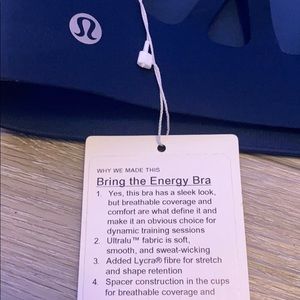 WHY WE MADE THIS
Bring the Energy Bra
1. Yes, this bra has a sleek look,
but breathable coverage and
comfort are what define it and
make it an obvious choice for
dynamic training sessions
2. Ultralu™ fabric is soft,
smooth, and sweat-wicking
3. Added Lycra® fibre for stretch
and shape retention
4. Spacer construction in the cups
for breathable coverage and